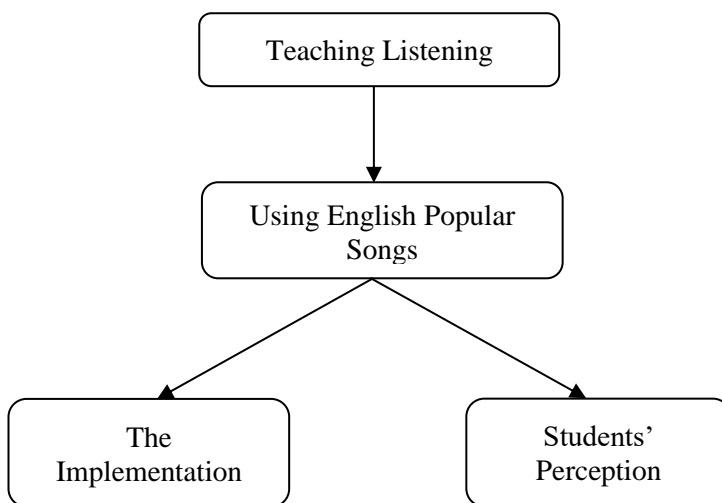 Teaching Listening
Using English Popular
Songs
The
Implementation
Students’
Perception